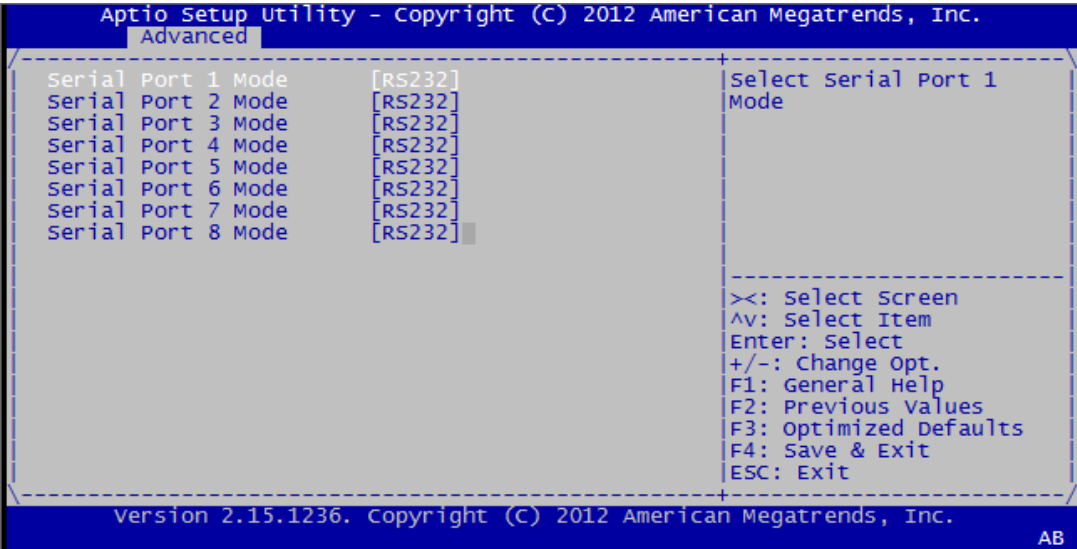 Aptio Setup Utility - Copyright (C) 2012 American Megatrends, Inc.
Advanced
Serial Port 1 Mode [RS232]
Serial Port 2 Mode [RS232]
Serial Port 3 Mode [RS232]
Serial Port 4 Mode [RS232]
Serial Port 5 Mode [RS232]
Serial Port 6 Mode [RS232]
Serial Port 7 Mode [RS232]
Serial Port 8 Mode [RS232]
Select Serial Port 1
Mode
><: Select Screen
^v: Select Item
Enter: Select
+/-: Change Opt.
F1: General Help
F2: Previous Values
F3: Optimized Defaults
F4: Save & Exit
ESC: Exit
Version 2.15.1236. Copyright (C) 2012 American Megatrends, Inc.
AB